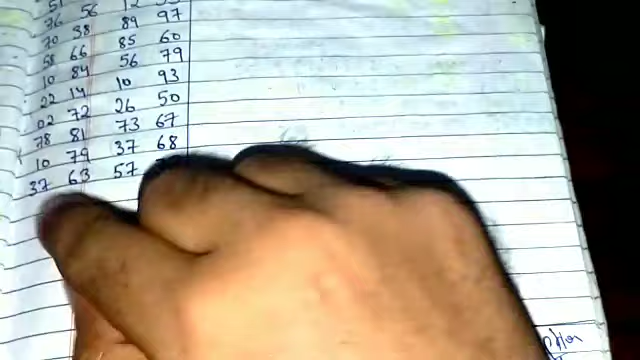 76 56 12
70 38 89 97
58 66 85 60
10 84 56 79
22 14 10 93
02 72 26 50
78 81 73 67
10 79 37 68
37 63 57